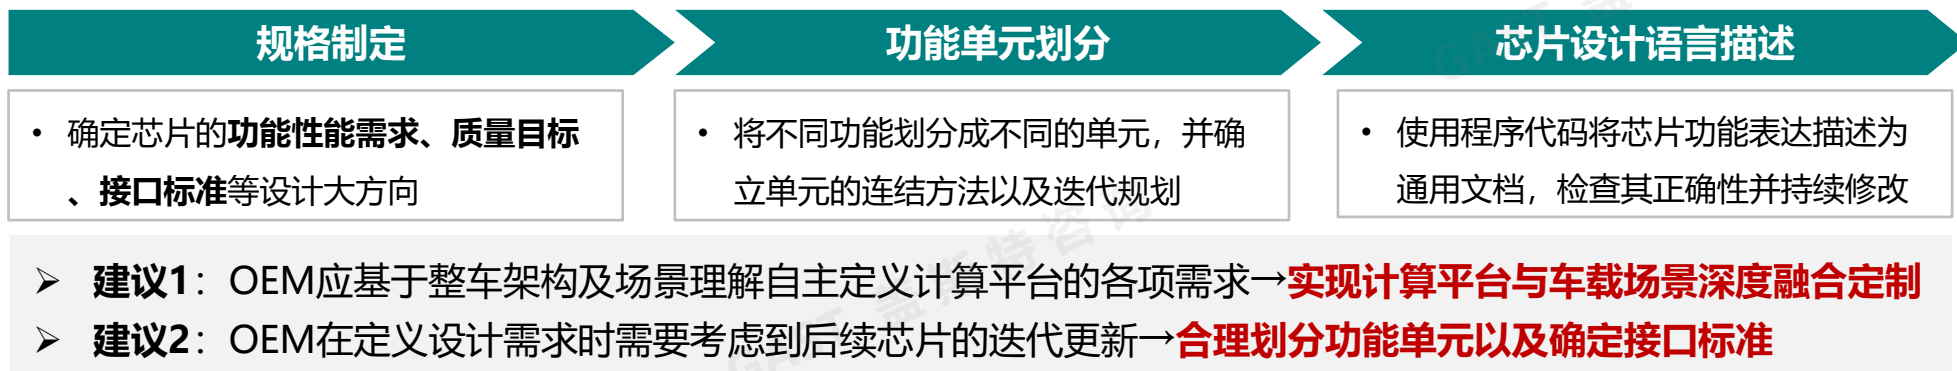 规格制定
功能单元划分
芯片设计语言描述
• 确定芯片的功能性能需求、质量目标
、接口标准等设计大方向
• 将不同功能划分成不同的单元，并确
立单元的连结方法以及迭代规划
• 使用程序代码将芯片功能表达描述为
通用文档，检查其正确性并持续修改
➢ 建议1：OEM应基于整车架构及场景理解自主定义计算平台的各项需求→实现计算平台与车载场景深度融合定制
➢ 建议2：OEM在定义设计需求时需要考虑到后续芯片的迭代更新→合理划分功能单元以及确定接口标准